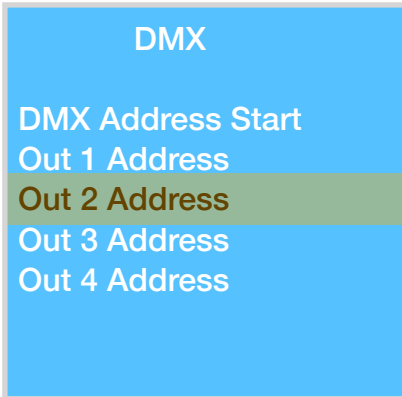 DMX
DMX Address Start
Out 1 Address
Out 2 Address
Out 3 Address
Out 4 Address